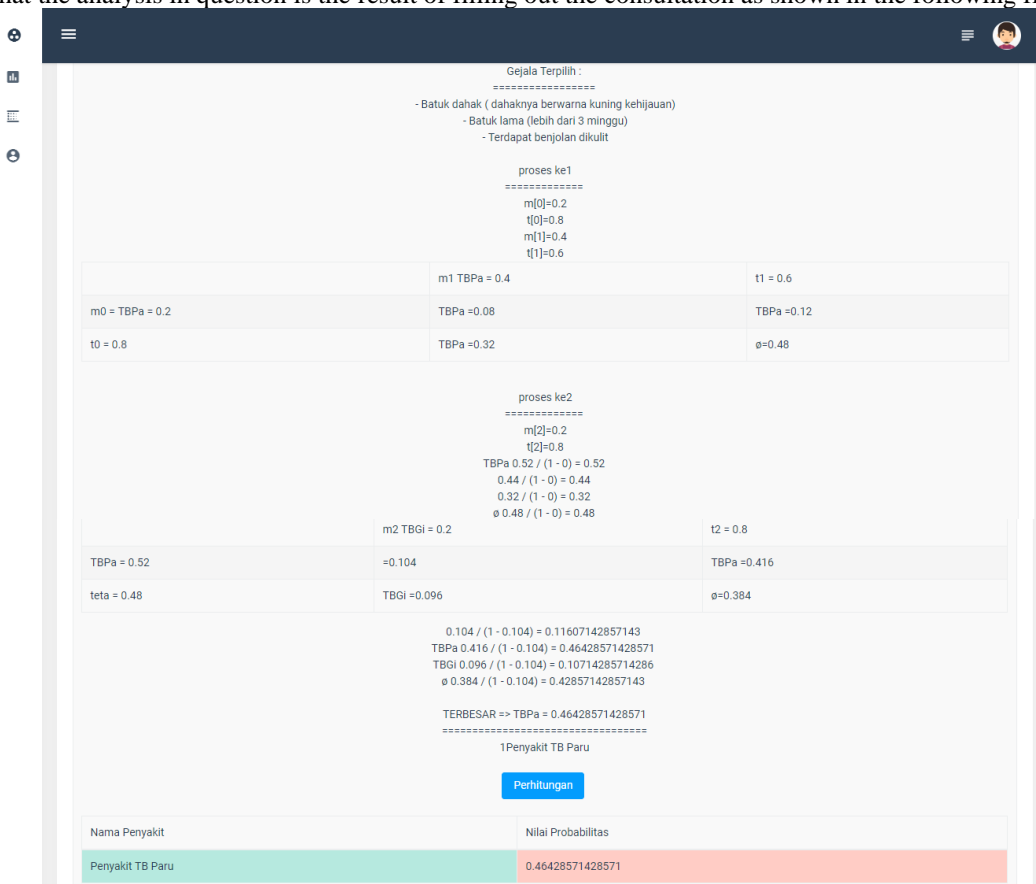 hat the analysis in question is the result of filling out the consultation as shown in the following
Gejala Terpilih :
=================
- Batuk dahak ( dahaknya berwarna kuning kehijauan)
- Batuk lama (lebih dari 3 minggu)
- Terdapat benjolan dikulit
proses ke1
=============
m[0]=0.2
t[0]=0.8
m[1]=0.4
t[1]=0.6
m1 TBPa = 0.4 t1 = 0.6
m0 = TBPa = 0.2 TBPa =0.08 TBPa =0.12
t0 = 0.8 TBPa =0.32 ø=0.48
proses ke2
=============
m[2]=0.2
t[2]=0.8
TBPa 0.52 / (1 - 0) = 0.52
0.44 / (1 - 0) = 0.44
0.32 / (1 - 0) = 0.32
ø 0.48 / (1 - 0) = 0.48
m2 TBGi = 0.2 t2 = 0.8
TBPa = 0.52 =0.104 TBPa =0.416
teta = 0.48 TBGi =0.096 ø=0.384
0.104 / (1 - 0.104) = 0.11607142857143
TBPa 0.416 / (1 - 0.104) = 0.46428571428571
TBGi 0.096 / (1 - 0.104) = 0.10714285714286
ø 0.384 / (1 - 0.104) = 0.42857142857143
TERBESAR => TBPa = 0.46428571428571
==================================
1Penyakit TB Paru
Perhitungan
Nama Penyakit Nilai Probabilitas
Penyakit TB Paru 0.46428571428571